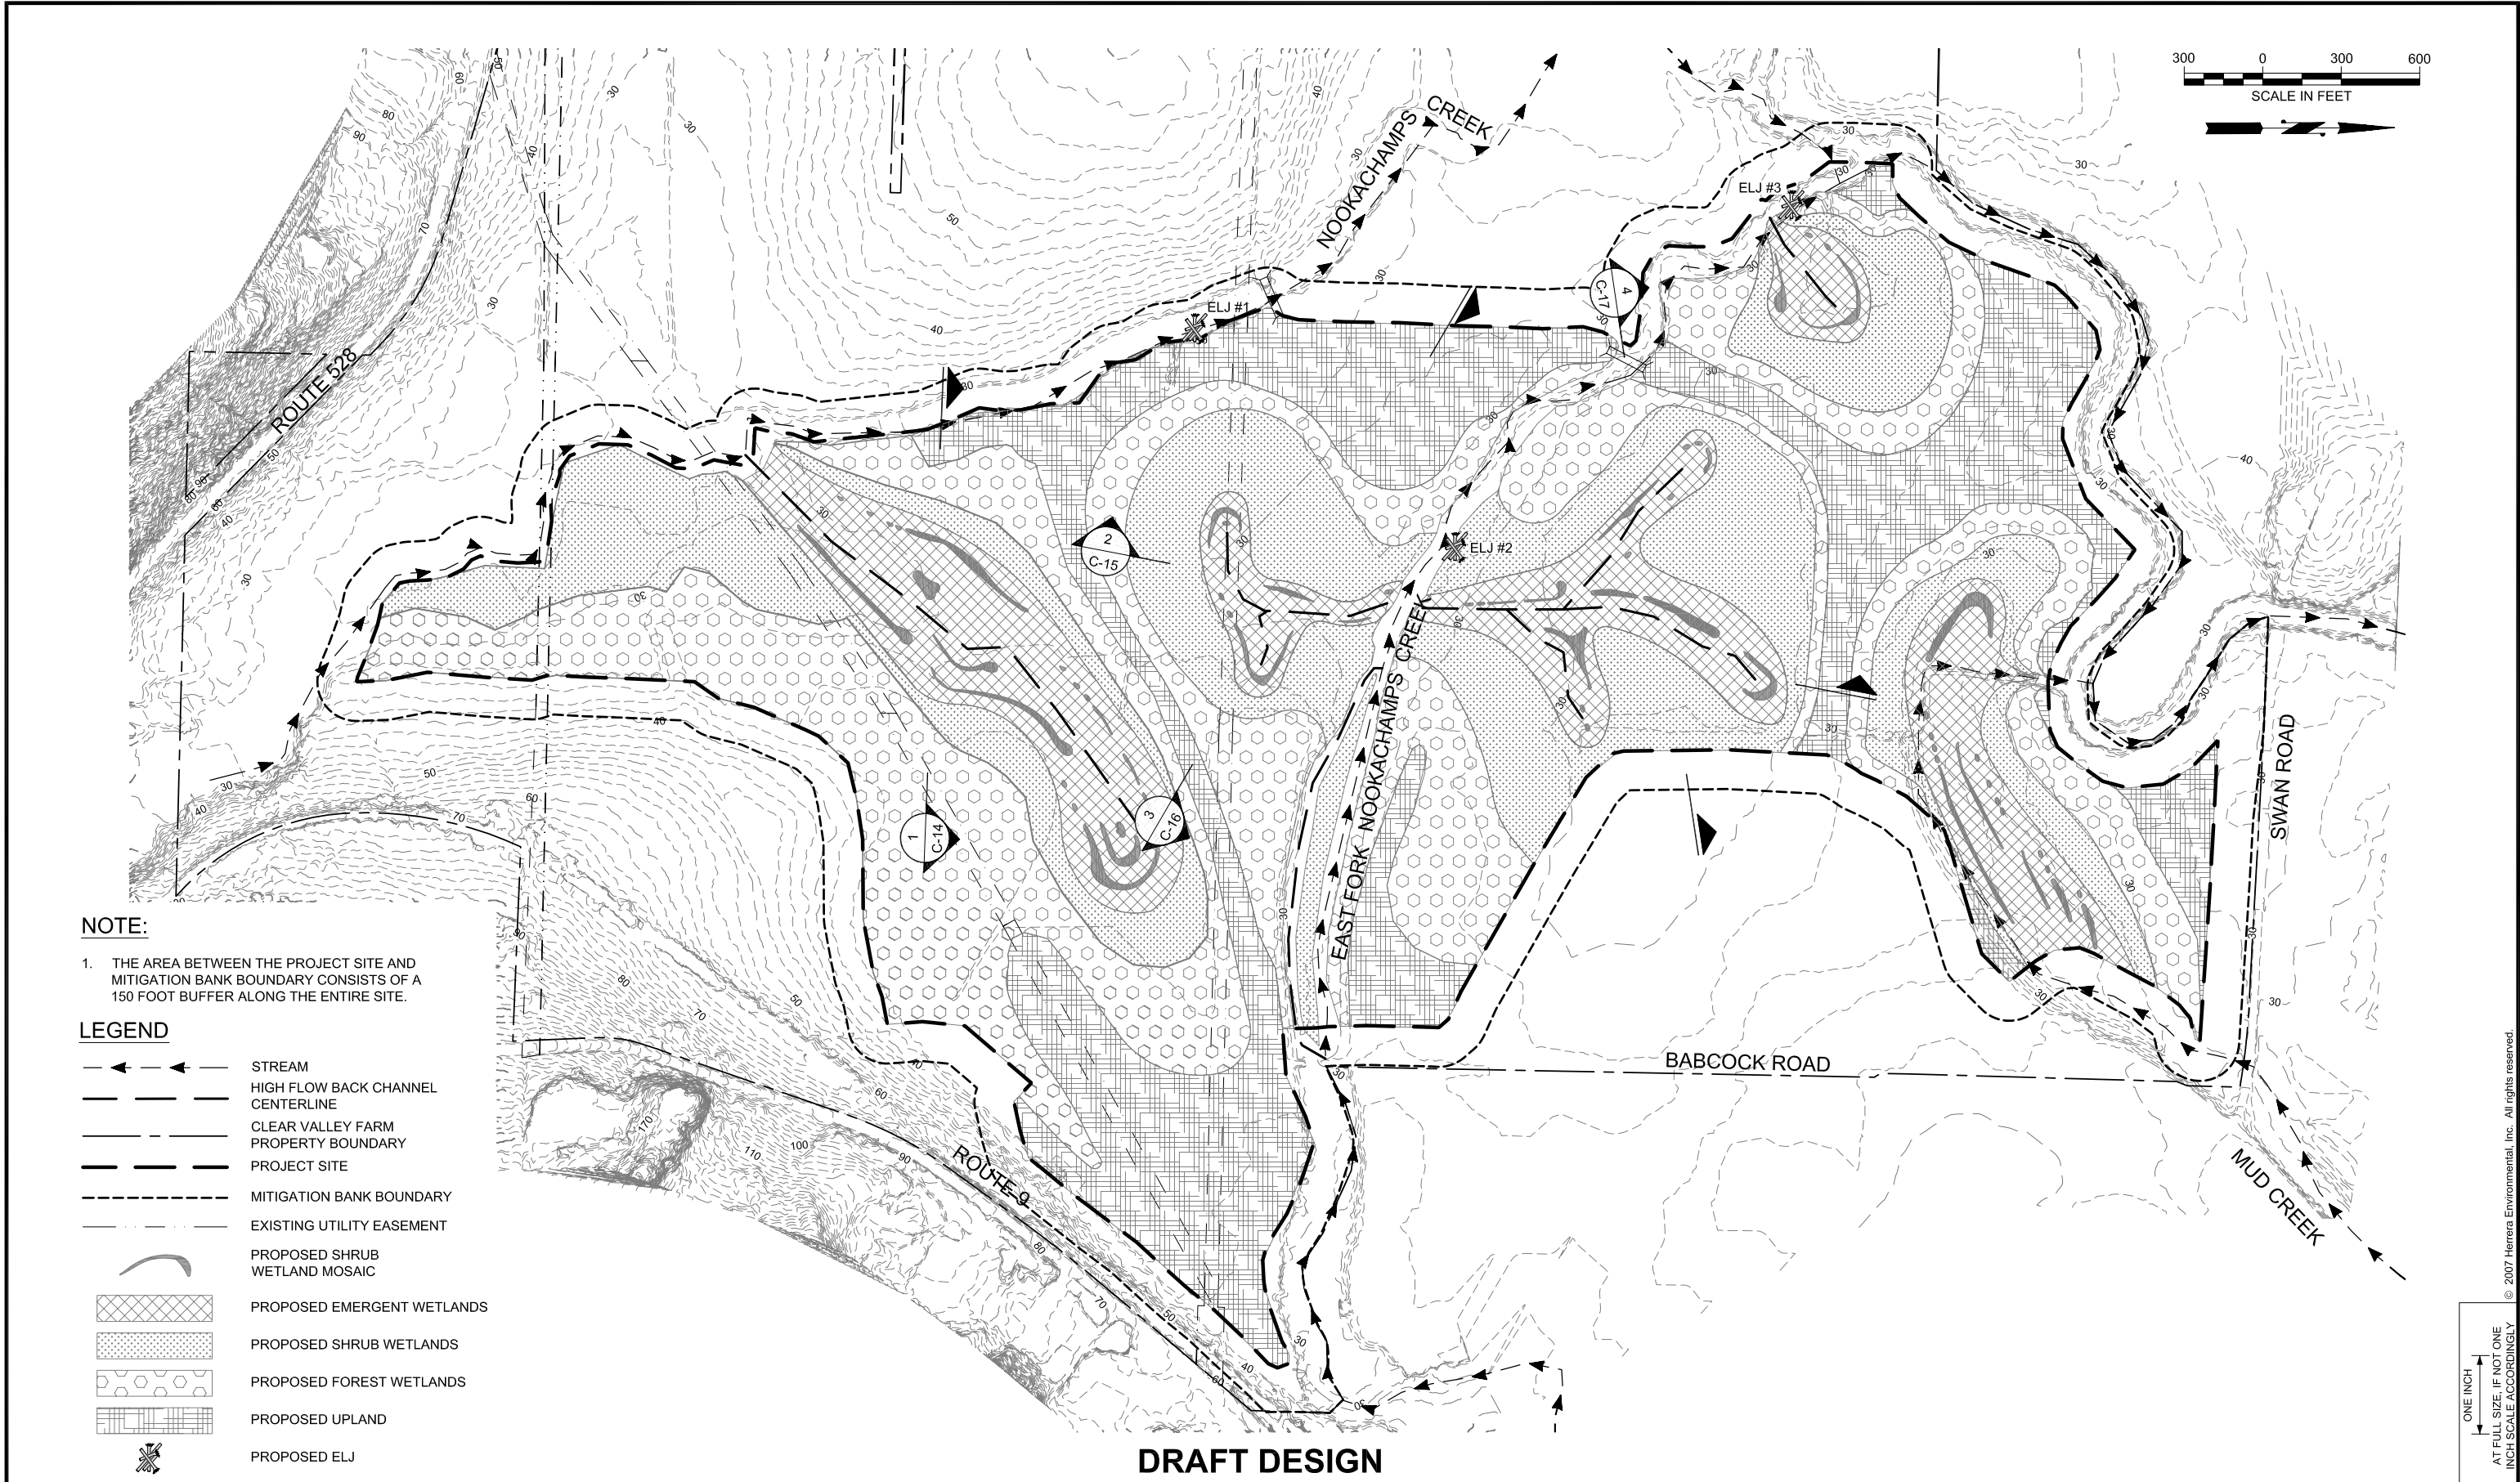 300 0 300 600
SCALE IN FEET
NOOKACHAMPS CREEK
ELJ #3
ELJ #1
4
C-17
ROUTE 528
2
C-15
ELJ #2
EAST FORK NOOKACHAMPS CREEK
3
C-16
1
C-14
SWAN ROAD
BABCOCK ROAD
ROUTE 9
MUD CREEK
NOTE:
1. THE AREA BETWEEN THE PROJECT SITE AND
MITIGATION BANK BOUNDARY CONSISTS OF A
150 FOOT BUFFER ALONG THE ENTIRE SITE.
LEGEND
STREAM
HIGH FLOW BACK CHANNEL
CENTERLINE
CLEAR VALLEY FARM
PROPERTY BOUNDARY
PROJECT SITE
MITIGATION BANK BOUNDARY
EXISTING UTILITY EASEMENT
PROPOSED SHRUB
WETLAND MOSAIC
PROPOSED EMERGENT WETLANDS
PROPOSED SHRUB WETLANDS
PROPOSED FOREST WETLANDS
PROPOSED UPLAND
PROPOSED ELJ
DRAFT DESIGN
© 2007 Herrera Environmental, Inc. All rights reserved.
ONE INCH
AT FULL SIZE, IF NOT ONE
INCH SCALE ACCORDINGLY